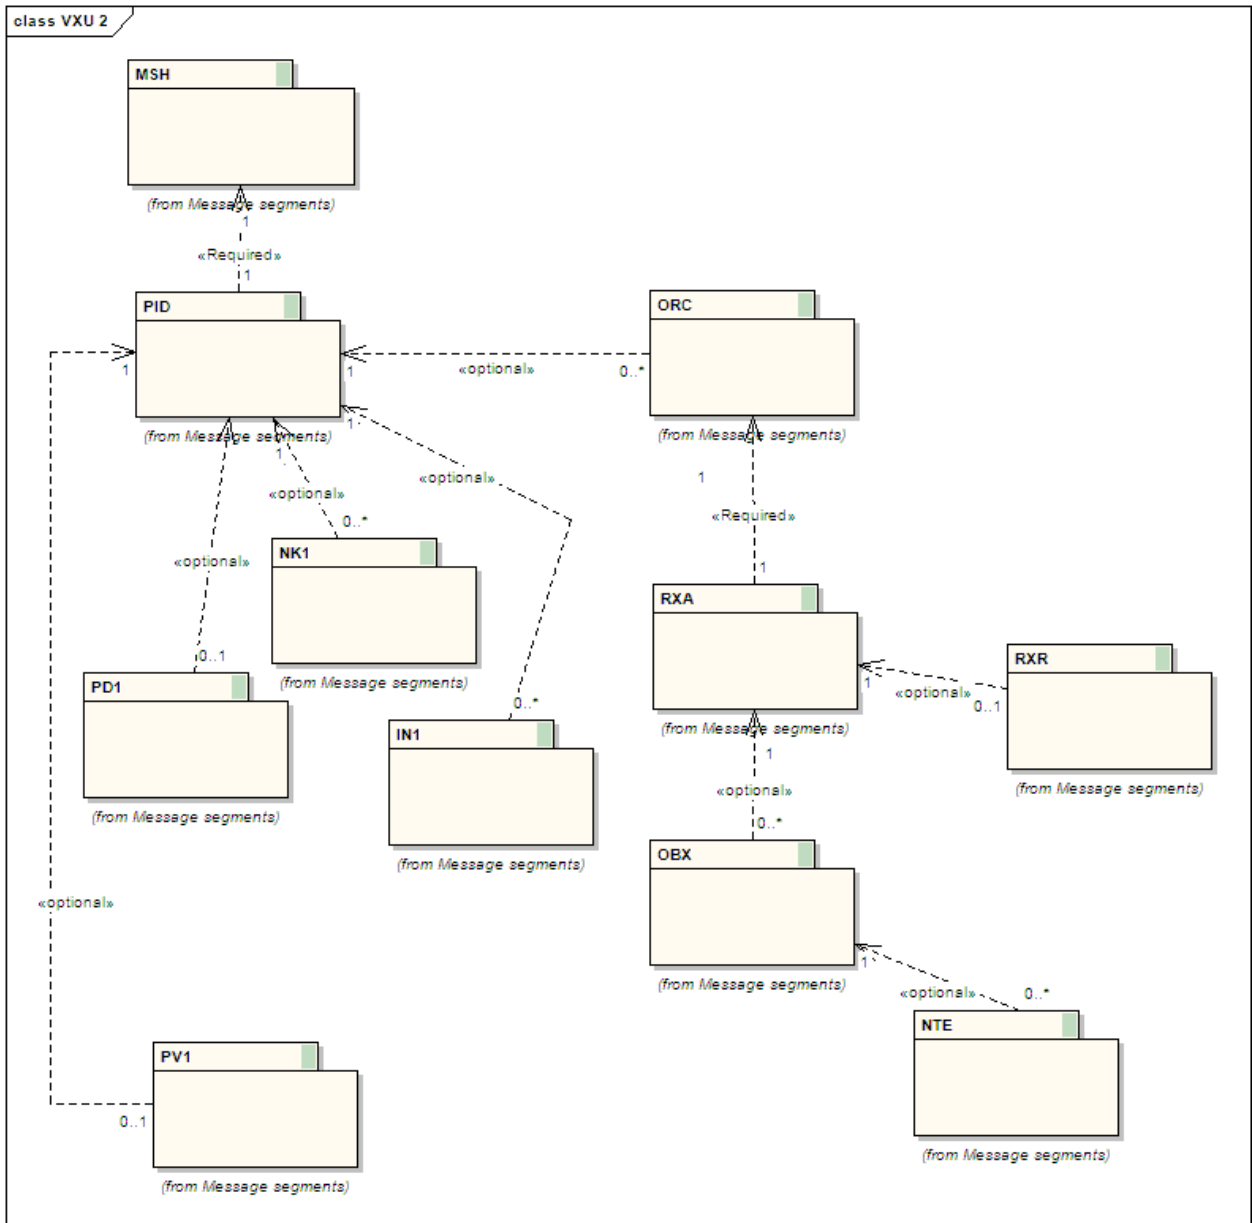 class VXU 2
MSH
(from Message segments)
1
«Required»
1
PID
1
1
(from Message segments)
1
1
ORC
«optional»
0..*
(from Message segments)
«optional»
0..*
NK1
(from Message segments)
«optional»
0..1
PD1
(from Message segments)
«optional»
0..*
IN1
(from Message segments)
1
«Required»
1
RXA
1
(from Message segments)
1
RXR
«optional»
0..1
(from Message segments)
«optional»
0..*
OBX
1
(from Message segments)
«optional»
0..*
NTE
(from Message segments)
«optional»
0..1
PV1
(from Message segments)